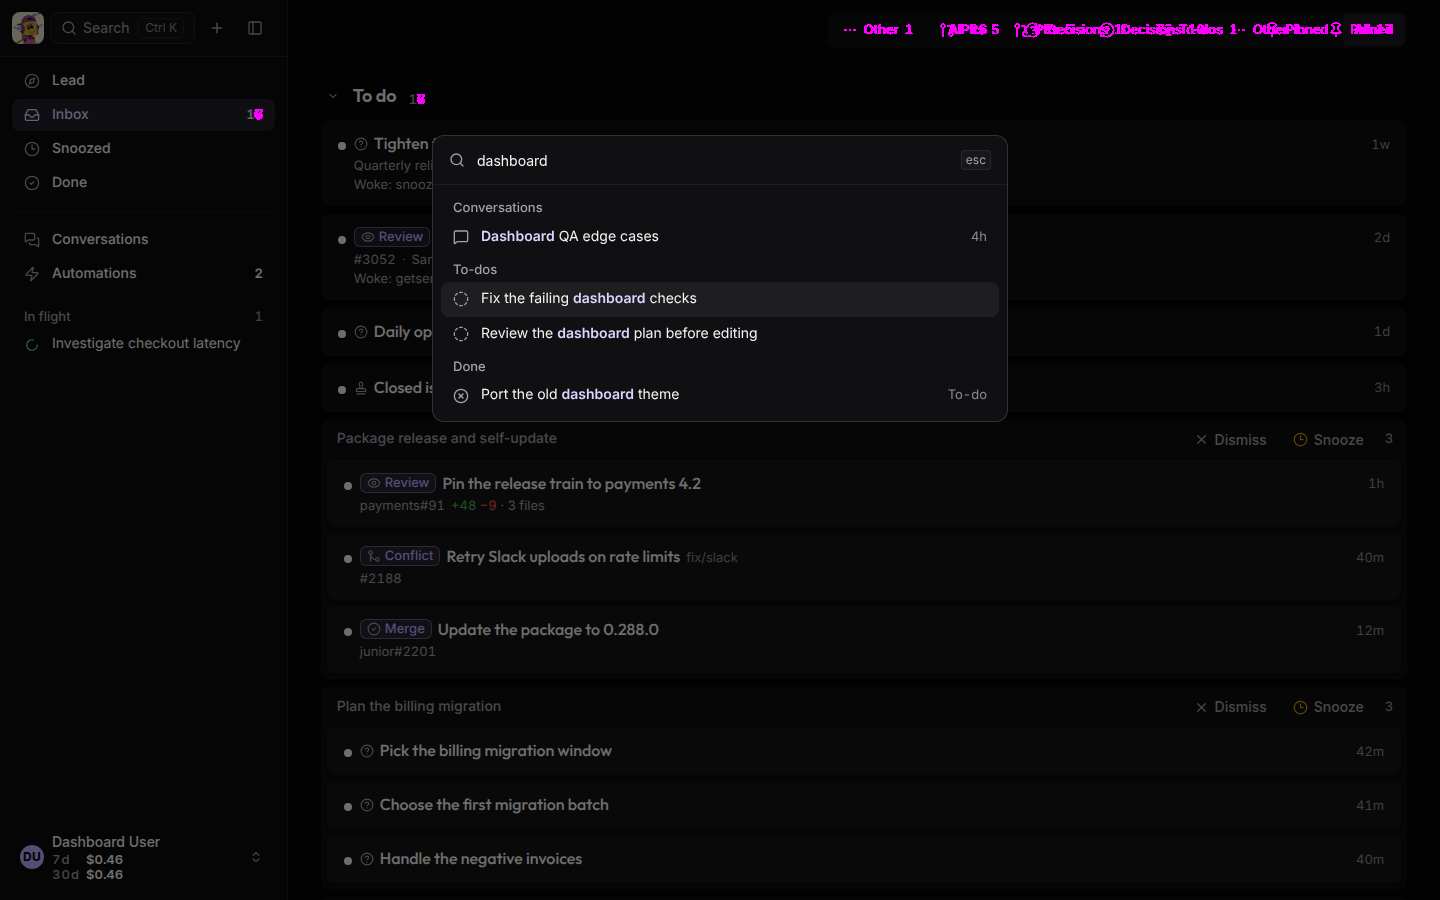 Search Ctrl K
Lead
Inbox
Snoozed
Done
Conversations
Automations 2
In flight 1
Investigate checkout latency
Dashboard User
DU
7d $0.46
30d $0.46
Other 1
To do
Tighten 1w
Quarterly
Woke:
Review 2d
#3052
Woke:
Daily 1d
Closed 3h
dashboard esc
Conversations
Dashboard QA edge cases 4h
To-dos
Fix the failing dashboard checks
Review the dashboard plan before editing
Done
Port the old dashboard theme To-do
Package release and self-update Dismiss Snooze 3
Review Pin the release train to payments 4.2 1h
payments#91 +48 −9 · 3 files
Conflict Retry Slack uploads on rate limits fix/slack 40m
#2188
Merge Update the package to 0.288.0 12m
junior#2201
Plan the billing migration Dismiss Snooze 3
Pick the billing migration window 42m
Choose the first migration batch 41m
Handle the negative invoices 40m